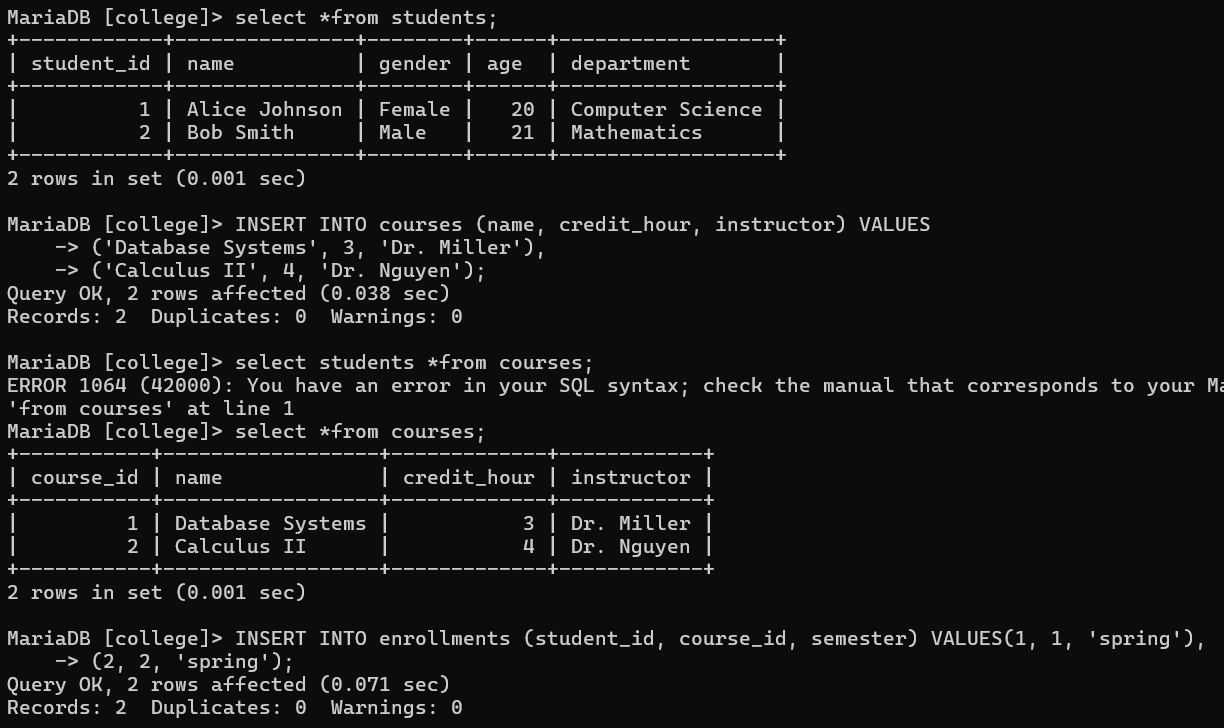 MariaDB [college]> select *from students;
+------------+---------------+--------+------+------------------+
| student_id | name          | gender | age  | department       |
+------------+---------------+--------+------+------------------+
|          1 | Alice Johnson | Female |   20 | Computer Science |
|          2 | Bob Smith     | Male   |   21 | Mathematics      |
+------------+---------------+--------+------+------------------+
2 rows in set (0.001 sec)

MariaDB [college]> INSERT INTO courses (name, credit_hour, instructor) VALUES
    -> ('Database Systems', 3, 'Dr. Miller'),
    -> ('Calculus II', 4, 'Dr. Nguyen');
Query OK, 2 rows affected (0.038 sec)
Records: 2  Duplicates: 0  Warnings: 0

MariaDB [college]> select students *from courses;
ERROR 1064 (42000): You have an error in your SQL syntax; check the manual that corresponds to your Ma
'from courses' at line 1
MariaDB [college]> select *from courses;
+-----------+------------------+-------------+------------+
| course_id | name             | credit_hour | instructor |
+-----------+------------------+-------------+------------+
|         1 | Database Systems |           3 | Dr. Miller |
|         2 | Calculus II      |           4 | Dr. Nguyen |
+-----------+------------------+-------------+------------+
2 rows in set (0.001 sec)

MariaDB [college]> INSERT INTO enrollments (student_id, course_id, semester) VALUES(1, 1, 'spring'),
    -> (2, 2, 'spring');
Query OK, 2 rows affected (0.071 sec)
Records: 2  Duplicates: 0  Warnings: 0